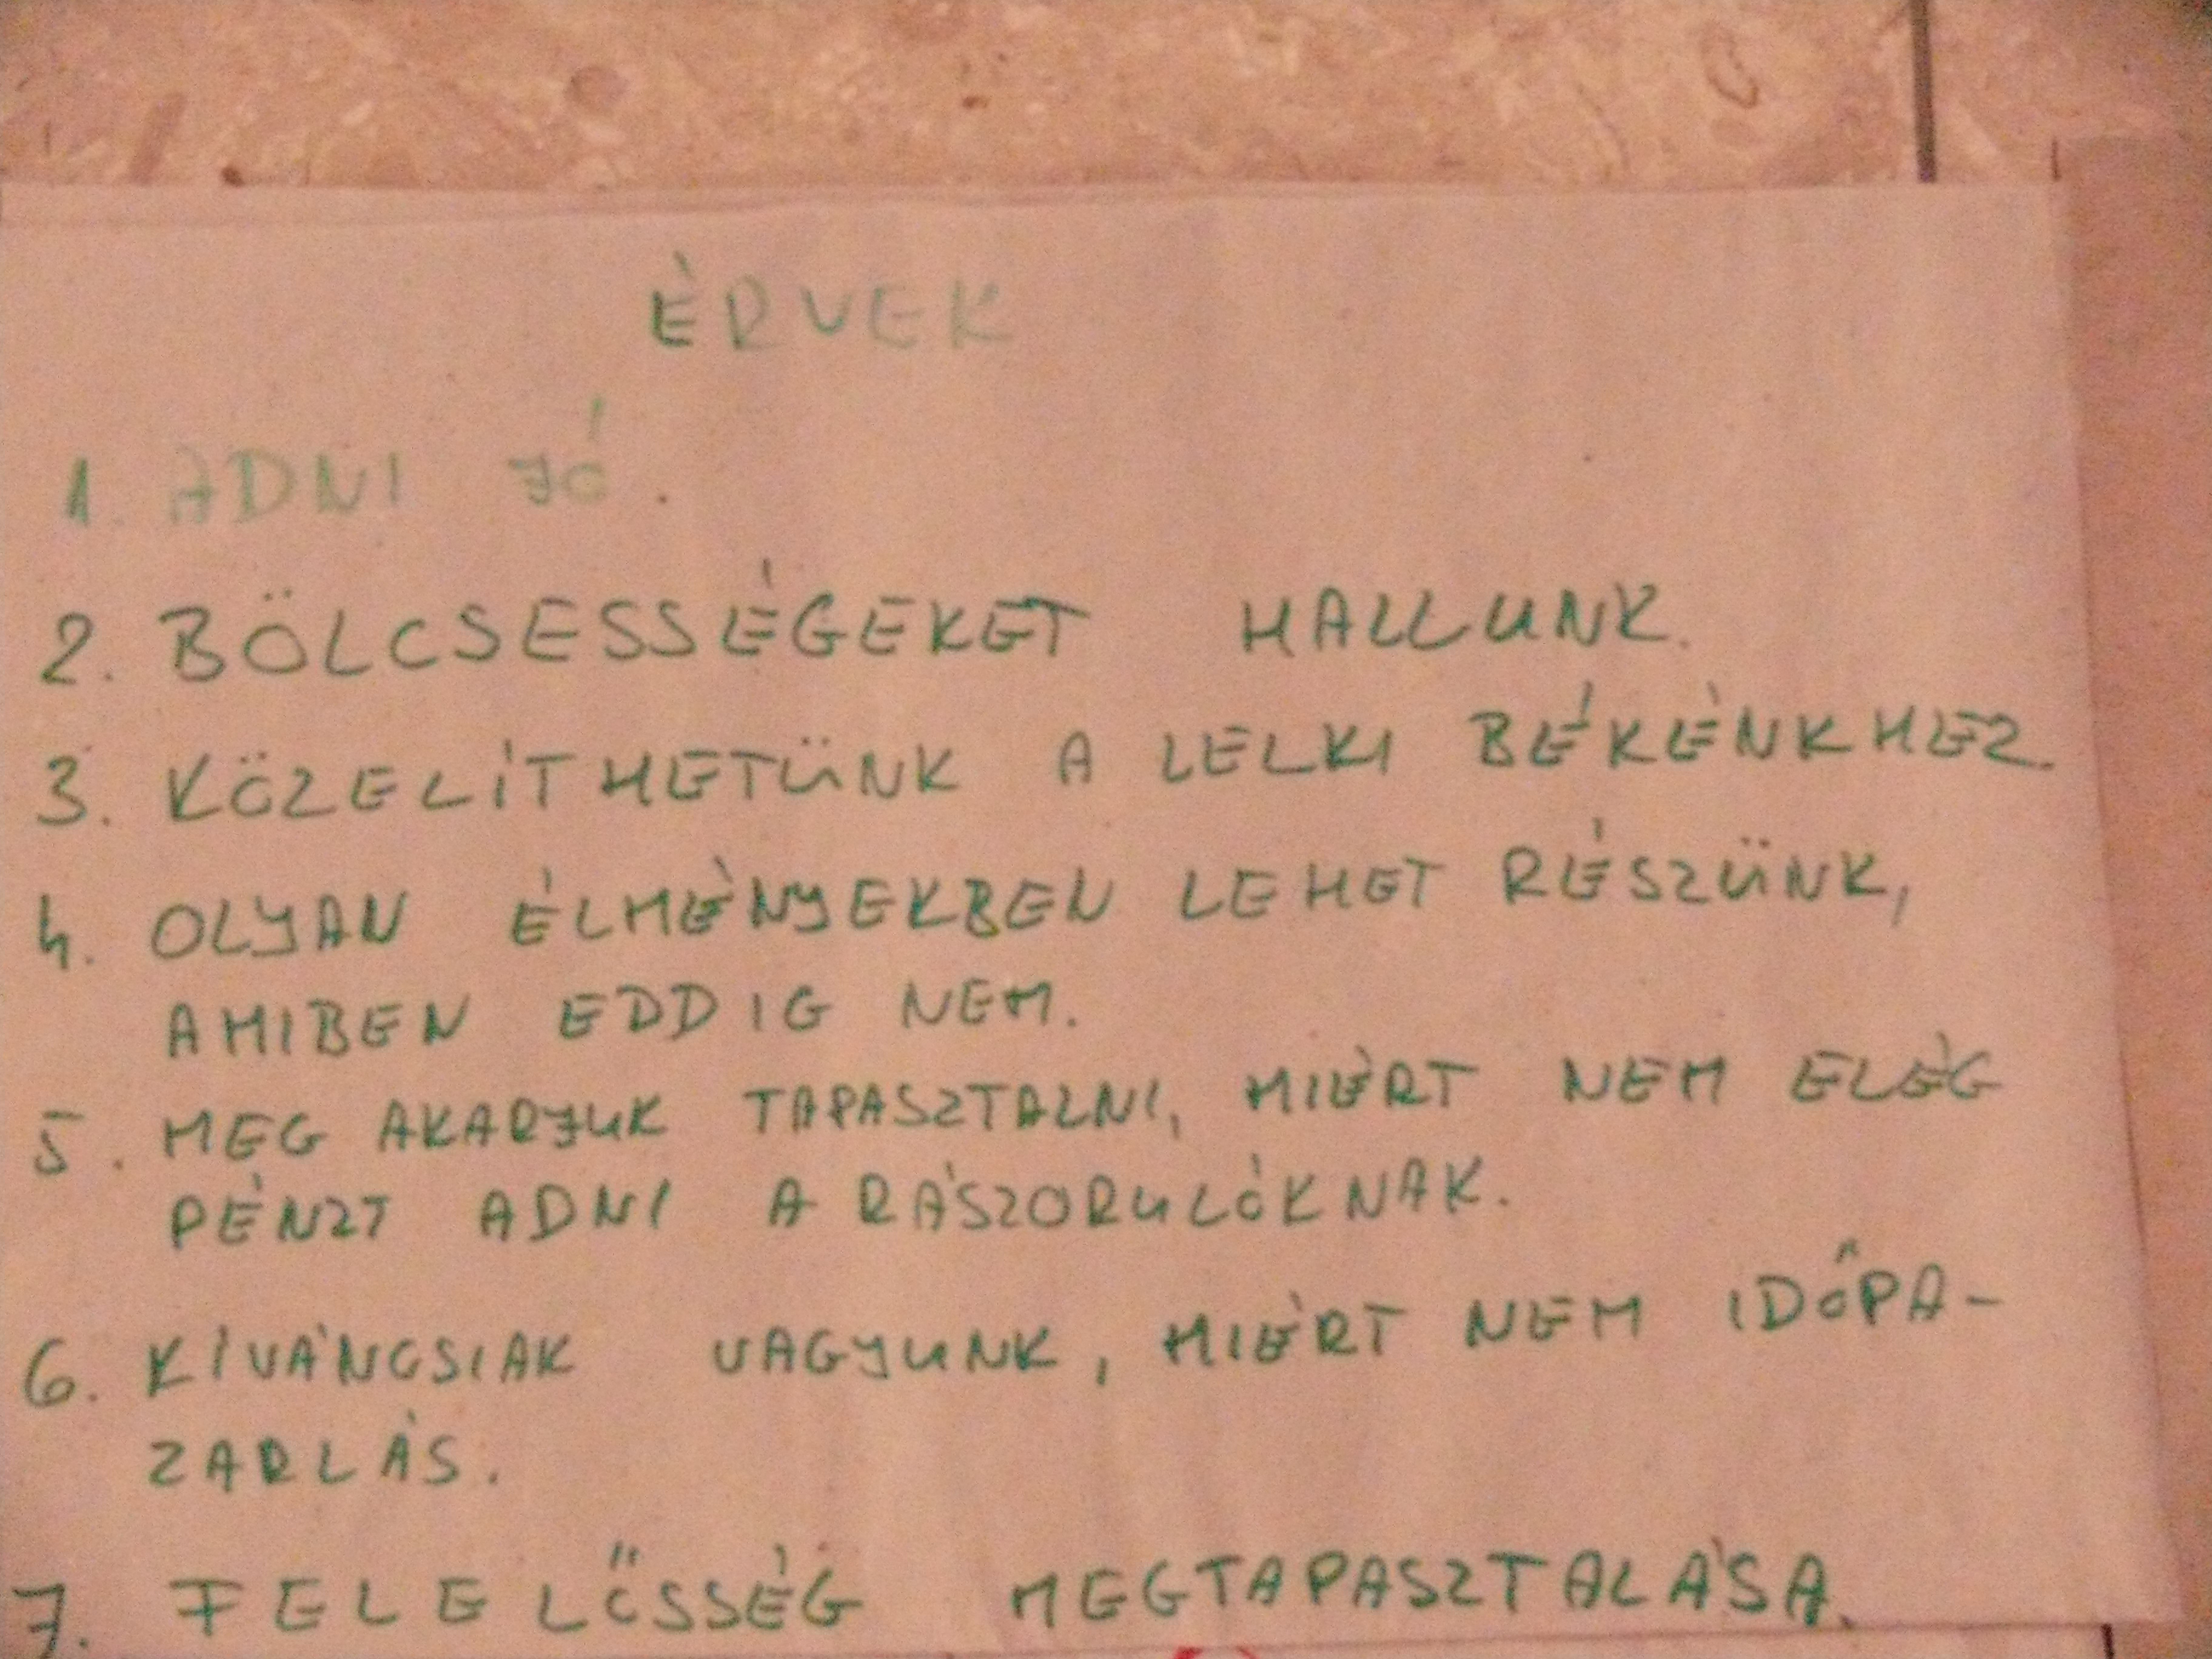 ÉRVEK
1. ADNI JÓ.
2. BÖLCSESSÉGEKET HALLUNK.
3. KÖZELÍTHETÜNK A LELKI BÉKÉNKHEZ.
4. OLYAN ÉLMÉNYEKBEN LEHET RÉSZÜNK,
AMIBEN EDDIG NEM.
5. MEG AKARJUK TAPASZTALNI, MIÉRT NEM ELÉG
PÉNZT ADNI A RÁSZORULÓKNAK.
6. KÍVÁNCSIAK VAGYUNK, MIÉRT NEM IDŐPA-
ZARLÁS.
7. FELELŐSSÉG MEGTAPASZTALÁSA.